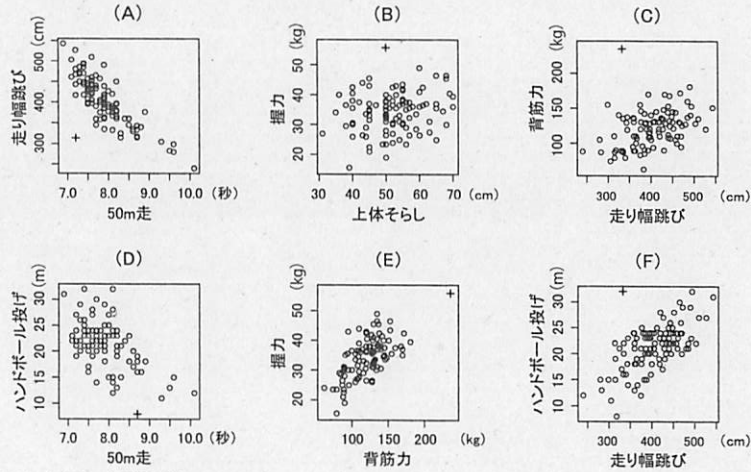 (A)
走り幅跳び
(cm)
500
400
300
7.0
8.0
9.0
10.0
(秒)
50m走
(B)
握力
(kg)
50
40
30
20
30
40
50
60
70
(cm)
上体そらし
(C)
背筋力
(kg)
200
150
100
300
400
500
(cm)
走り幅跳び
(D)
ハンドボール投げ
(m)
30
25
20
15
10
7.0
8.0
9.0
10.0
(秒)
50m走
(E)
握力
(kg)
50
40
30
20
100
150
200
(kg)
背筋力
(F)
ハンドボール投げ
(m)
30
25
20
15
10
300
400
500
(cm)
走り幅跳び